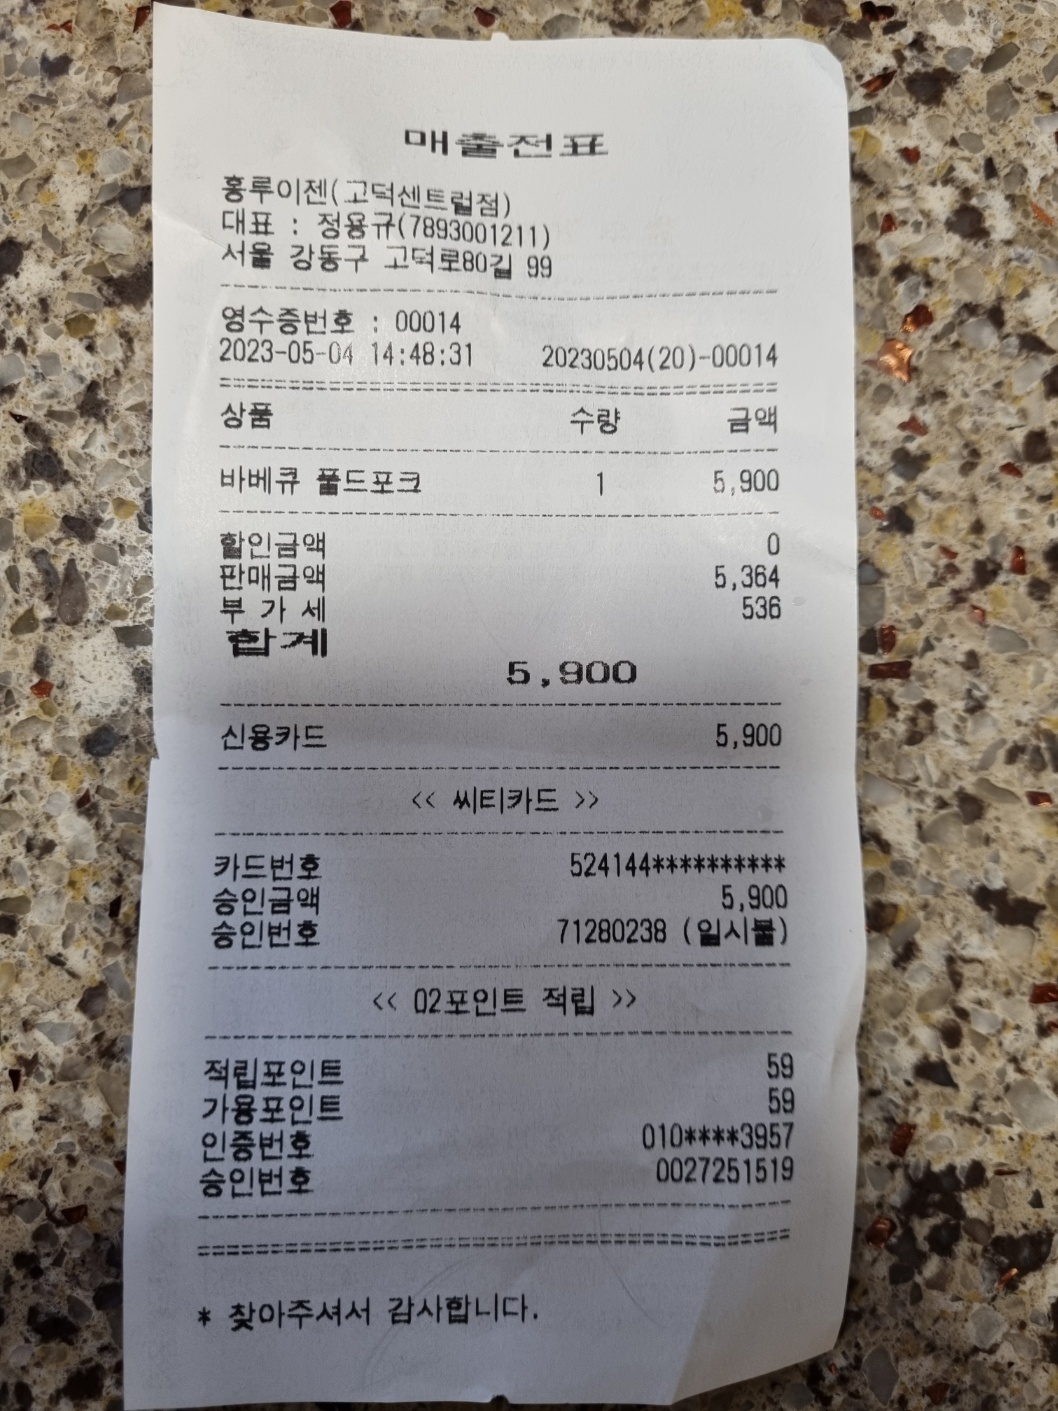 매출전표
홍루이젠(고덕센트럴점)
대표 : 정용규(7893001211)
서울 강동구 고덕로80길 99
영수증번호 : 00014
2023-05-04 14:48:31 20230504(20)-00014
상품 수량 금액
바베큐 풀드포크 1 5,900
할인금액 0
판매금액 5,364
부 가 세 536
합계
5,900
신용카드 5,900
<< 씨티카드 >>
카드번호 524144**********
승인금액 5,900
승인번호 71280238 (일시불)
<< 02포인트 적립 >>
적립포인트 59
가용포인트 59
인증번호 010****3957
승인번호 0027251519
* 찾아주셔서 감사합니다.